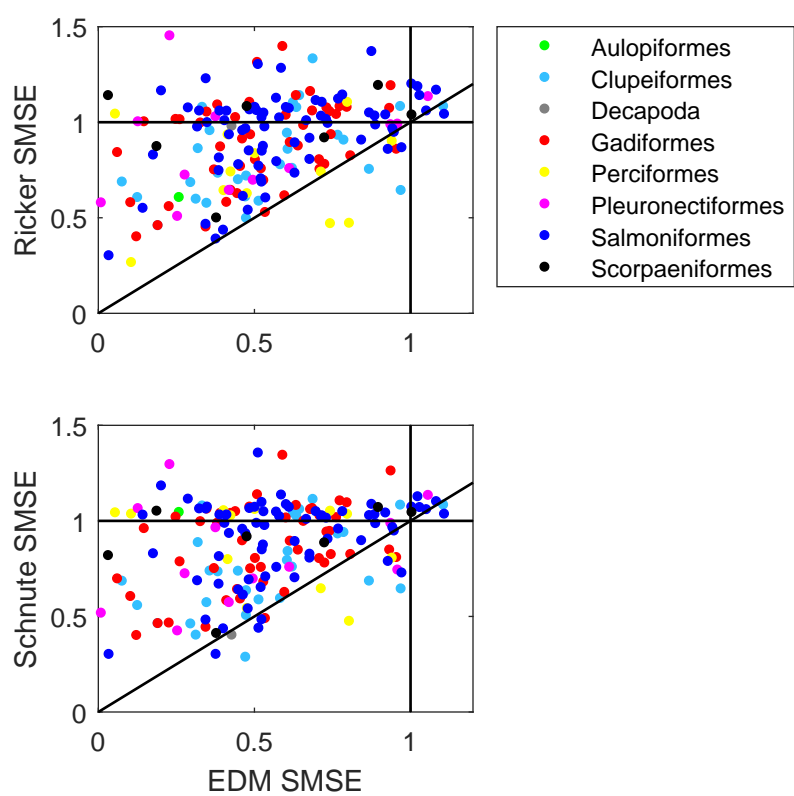 Ricker SMSE
1.5
1
0.5
0
0 0.5 1
Aulopiformes
Clupeiformes
Decapoda
Gadiformes
Perciformes
Pleuronectiformes
Salmoniformes
Scorpaeniformes
Schnute SMSE
1.5
1
0.5
0
0 0.5 1
EDM SMSE